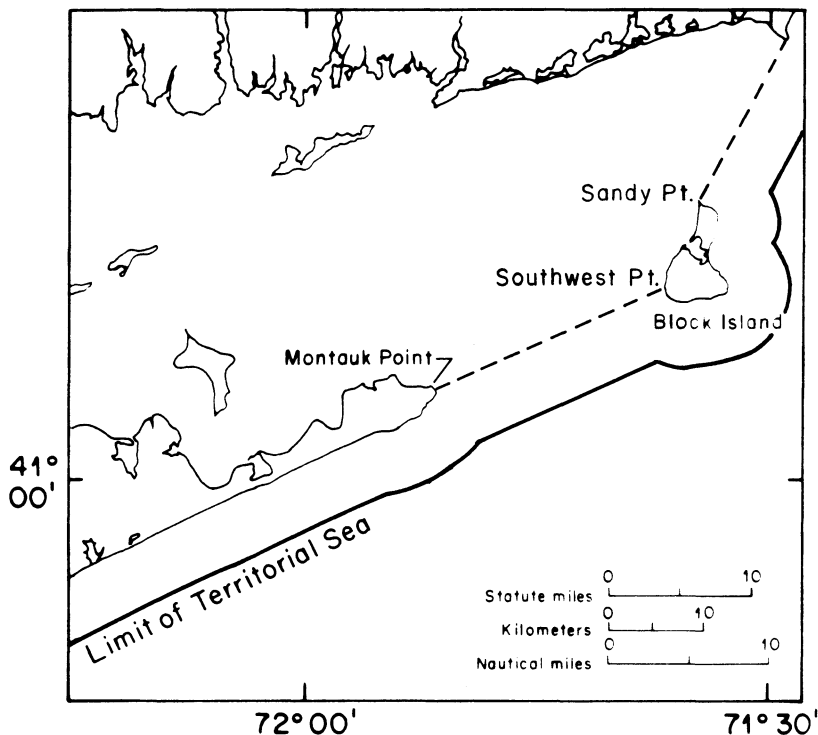 Sandy Pt.
Southwest Pt.
Block Island
Montauk Point
41°
00'
Limit of Territorial Sea
0 10
Statute miles
0 10
Kilometers
0 10
Nautical miles
72°00' 71°30'